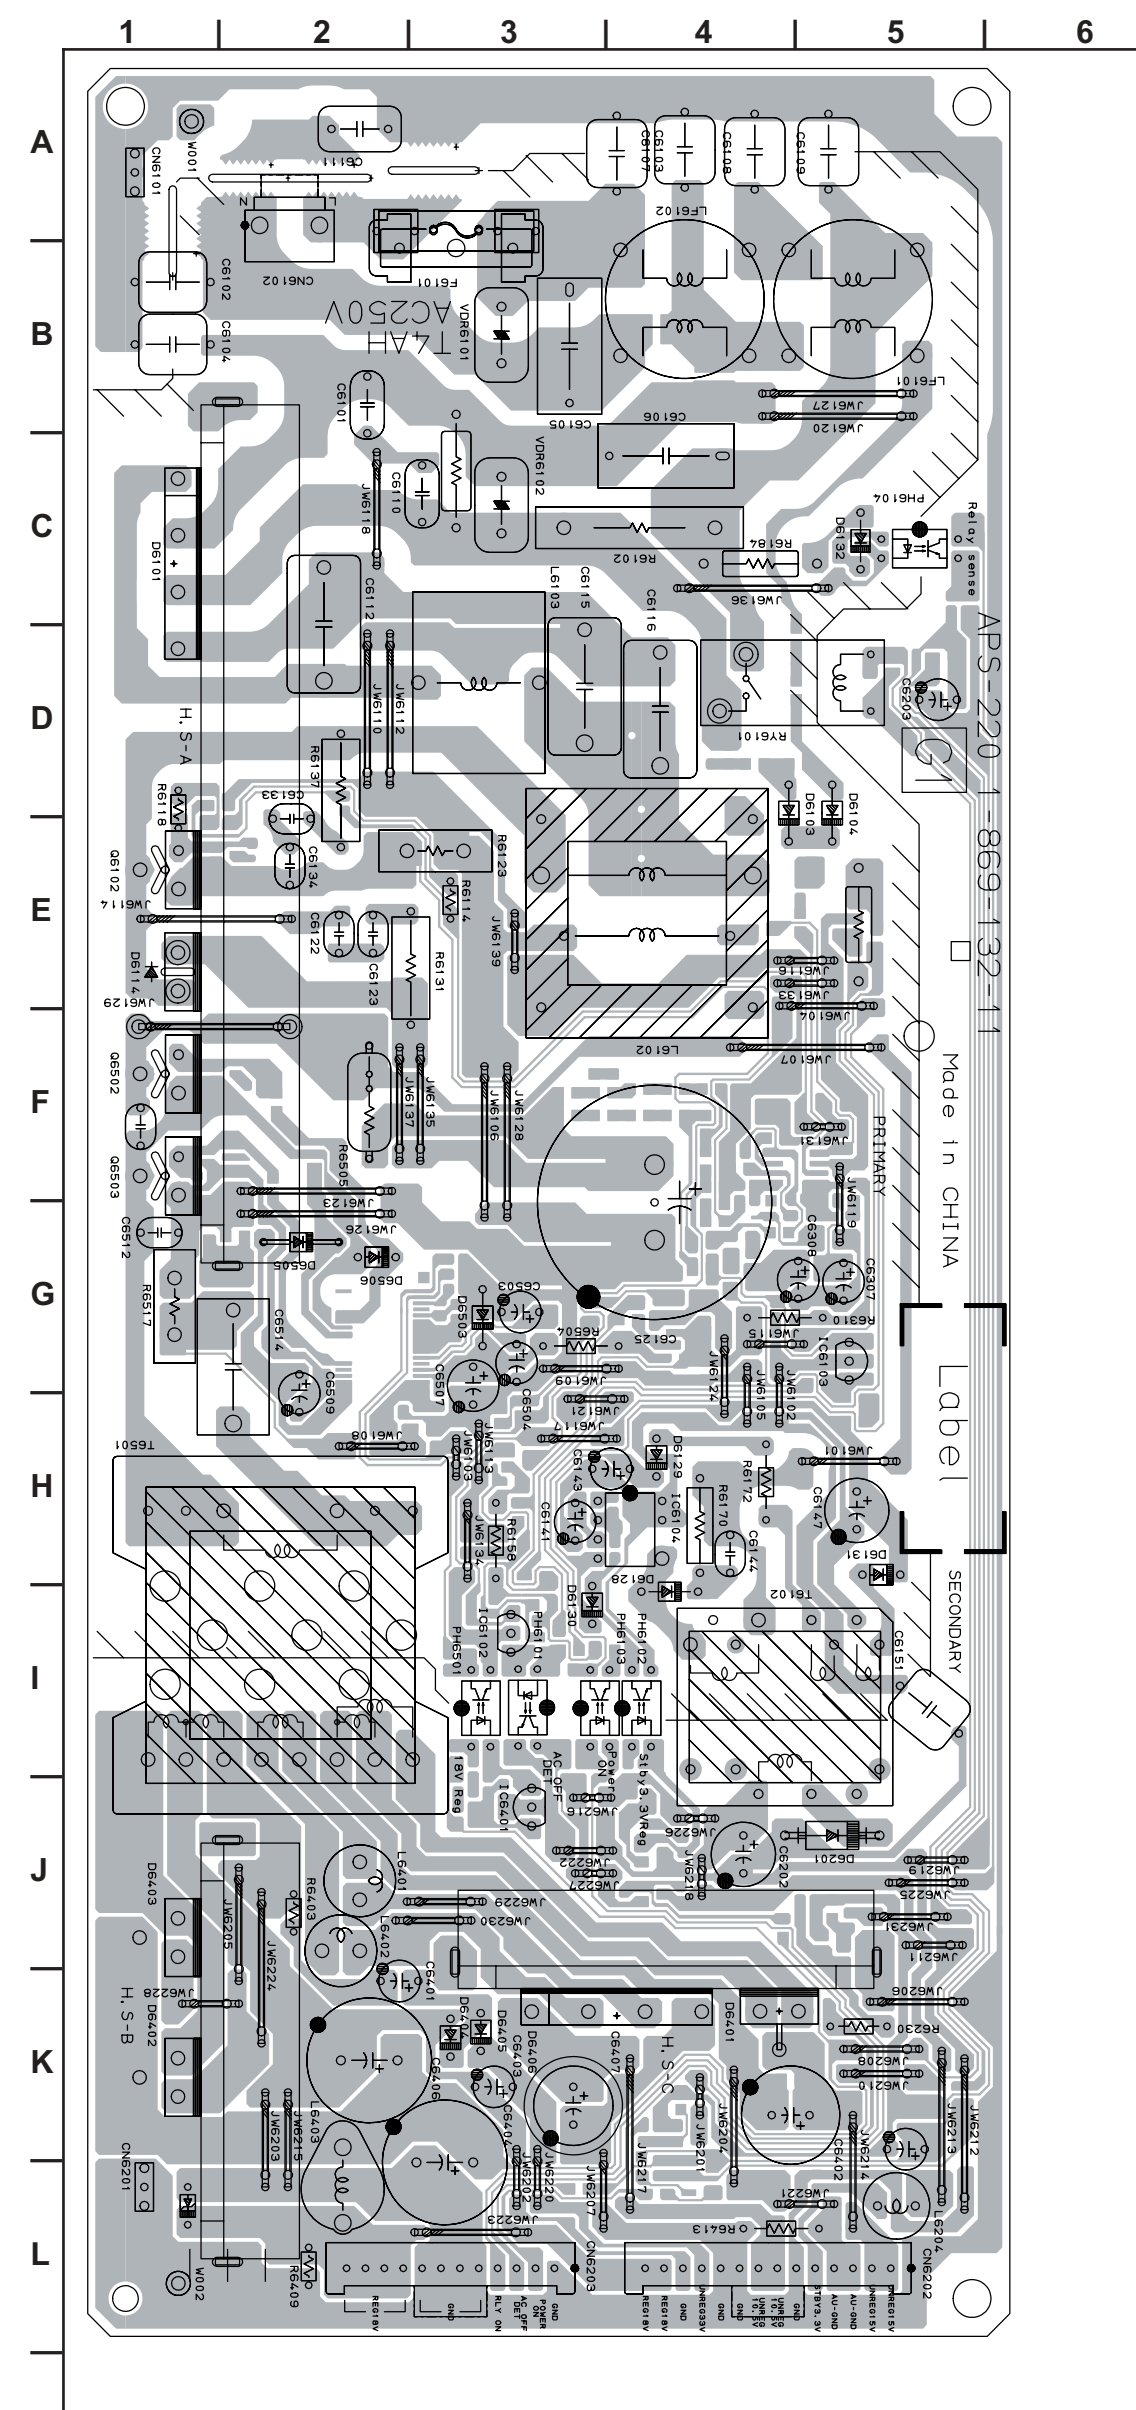 1 2 3 4 5 6
A
W001
C6111
C6107
C6103
C6108
C6109
CN6101
N
L
LF6102
C6102
CN6102
F6101
B
AC250V
T4AH
VDR6101
C6104
LF6101
C6101
JW6127
C6105
C6106
JW6120
VDR6102
C
C6110
JW6118
PH6104
D6132
Relay sense
R6102
R6184
D6101
L6103
C6115
C6112
C6116
JW6136
APS-220 1-869-132-11
D
H.S-A
JW6110
JW6112
C6203
RY6101
G1
R6137
R6118
C6133
D6103
D6104
C6134
R6123
Q6102
R6114
E
JW6114
C6122
JW6139
R6131
D6114
C6123
JW6116
JW6133
JW6129
JW6104
L6102
JW6107
F
Q6502
JW6137
JW6135
JW6106
JW6128
Made in CHINA
JW6131
PRIMARY
Q6503
R6505
JW6123
JW6119
C6512
JW6126
D6505
D6506
C6308
C6307
G
C6503
D6503
R6517
R6504
C6125
R6310
C6514
JW6115
IC6103
JW6109
JW6124
C6507
C6509
C6504
JW6121
JW6105
JW6102
Label
JW6117
T6501
JW6108
JW6103
JW6113
D6129
JW6101
H
C6143
R6172
C6147
C6141
IC6104
R6170
JW6134
R6158
C6144
D6131
D6128
T6102
SECONDARY
D6130
IC6102
PH6101
PH6103
PH6102
C6151
PH6501
I
18V Reg
AC-OFF
DET
Power
ON
Stby3.3VReg
IC6401
JW6216
JW6226
J
D6201
C6202
L6401
JW6222
JW6227
JW6218
JW6219
D6403
JW6225
R6403
JW6229
JW6205
L6402
JW6230
JW6231
JW6224
JW6211
C6401
JW6228
H.S-B
JW6206
D6402
D6404
D6405
D6406
C6407
H.S-C
D6401
R6230
K
C6403
JW6208
C6406
JW6210
L6403
C6404
JW6204
JW6201
C6402
JW6214
JW6213
JW6212
CN6201
JW6203
JW6215
JW6202
JW6220
JW6207
JW6217
JW6221
L6204
JW6223
R6413
L
W002
R6409
CN6203
CN6202
REG18V
GND
RLY ON
AC_OFF
DET
POWER
ON
GND
REG18V
REG18V
GND
UNREG33V
GND
GND
UNREG
10.5V
UNREG
10.5V
GND
STBY3.3V
AU-GND
AU-GND
UNREG15V
UNREG15V